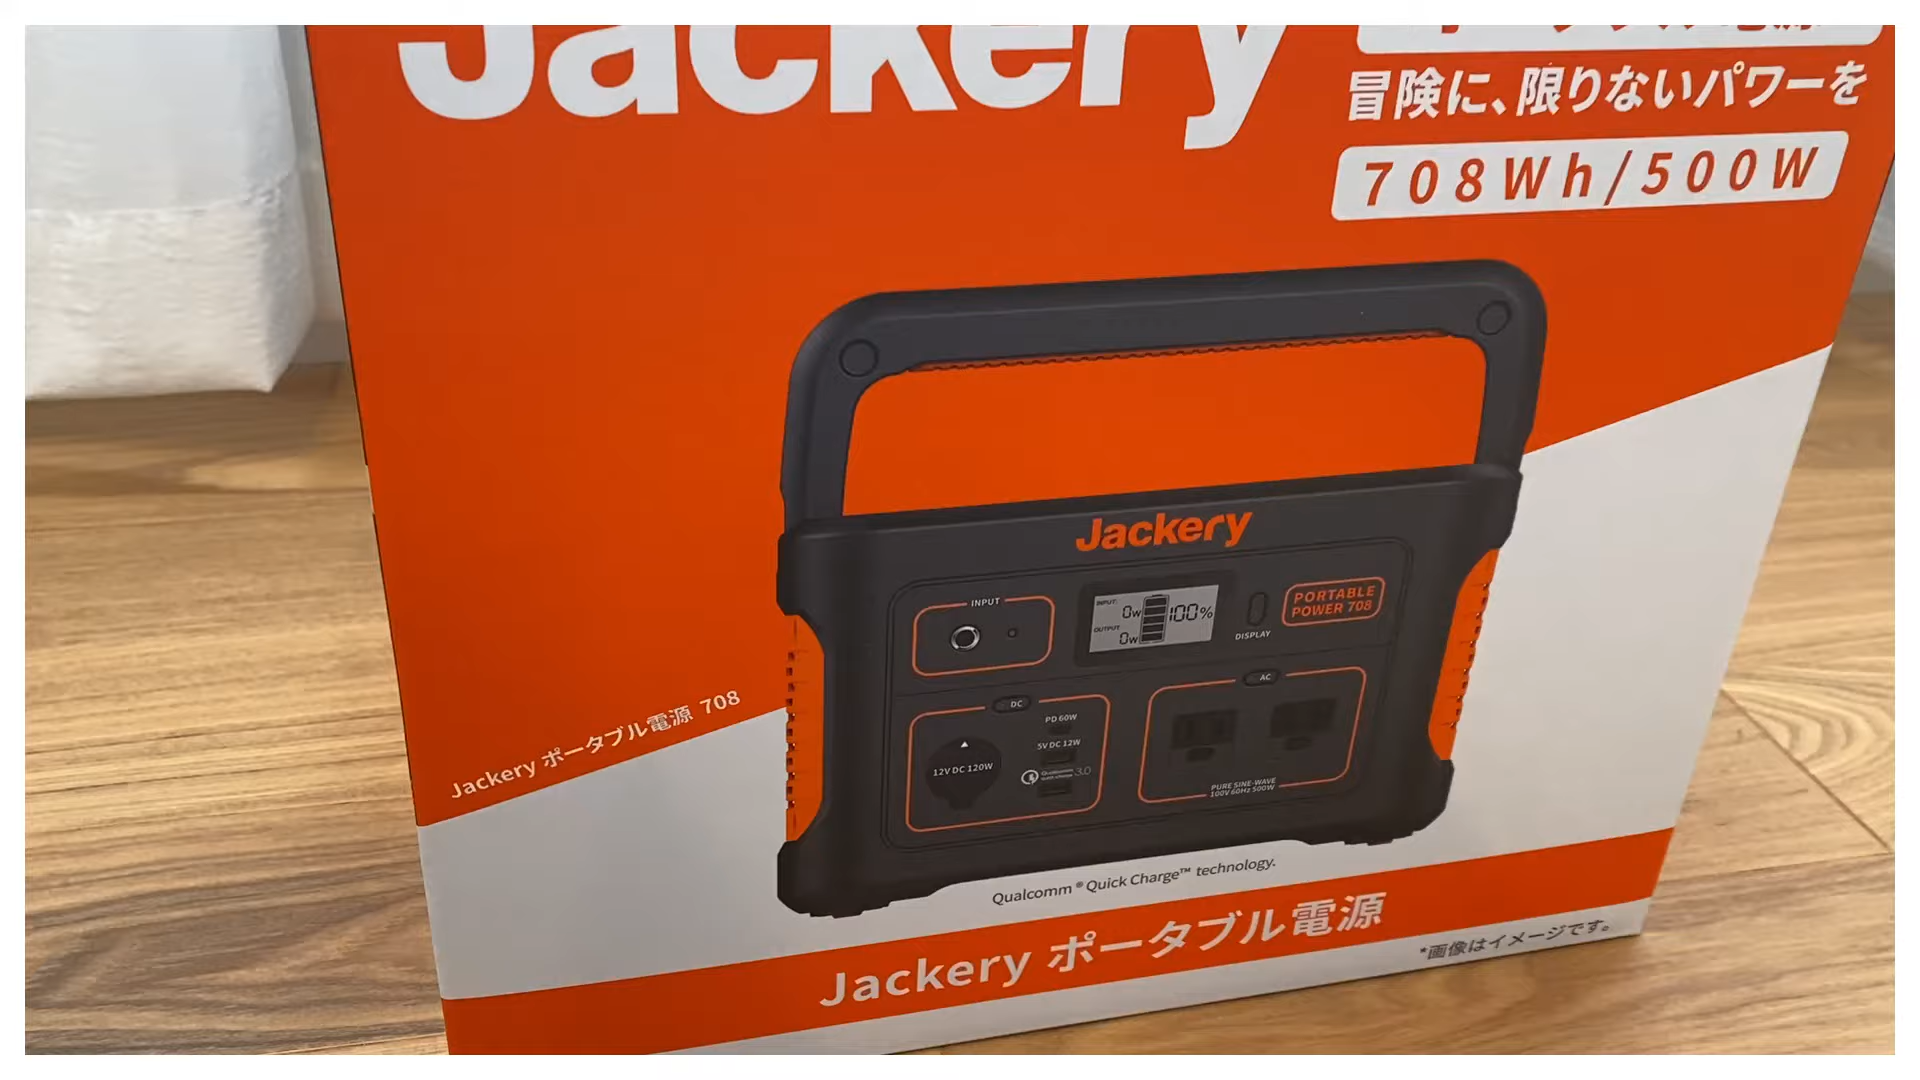 Jackery
冒険に、限りないパワーを
708Wh/500W
Jackery
INPUT
INPUT:
0W
100%
OUTPUT
0W
DISPLAY
PORTABLE
POWER 708
DC
PD 60W
5V DC 12W
12V DC 120W
Qualcomm
3.0
AC
PURE SINE-WAVE
100V 60Hz 500W
Jackery ポータブル電源 708
Qualcomm® Quick Charge™ technology.
Jackery ポータブル電源
*画像はイメージです。